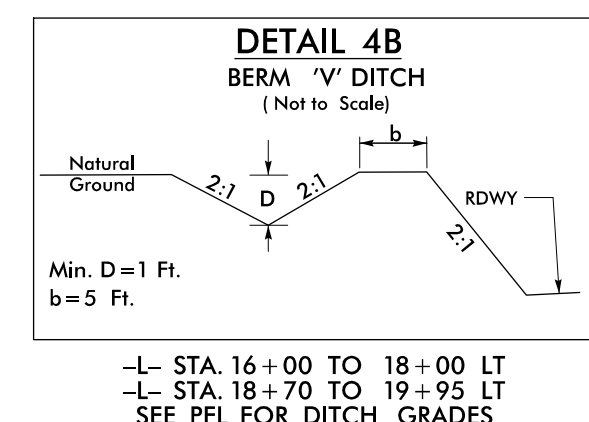 DETAIL 4B
BERM 'V' DITCH
( Not to Scale)
b
Natural
Ground
2:1
D
2:1
RDWY
2:1
Min. D=1 Ft.
b=5 Ft.
-L- STA. 16+00 TO 18+00 LT
-L- STA. 18+70 TO 19+95 LT
SEE PFL FOR DITCH GRADES